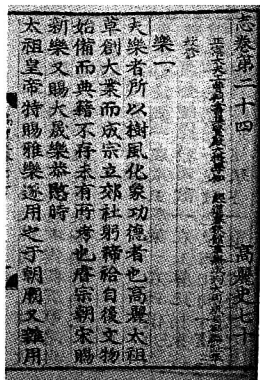 志卷第二十四 高麗史七十
樂一
夫樂者所以樹風化象功德者也高麗太祖
草創大業而成宗立郊社躬禘祫自後文物
始備而典籍不存未有所考也睿宗朝宋賜
新樂又賜大晟樂恭愍時
太祖皇帝特賜雅樂遂用之于朝廟又雜用